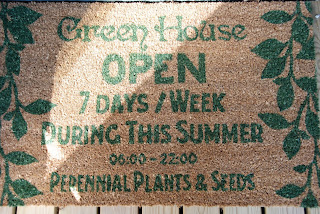 Green House
OPEN
7 DAYS / WEEK
DURING THIS SUMMER
06:00 - 22:00
PERENNIAL PLANTS & SEEDS